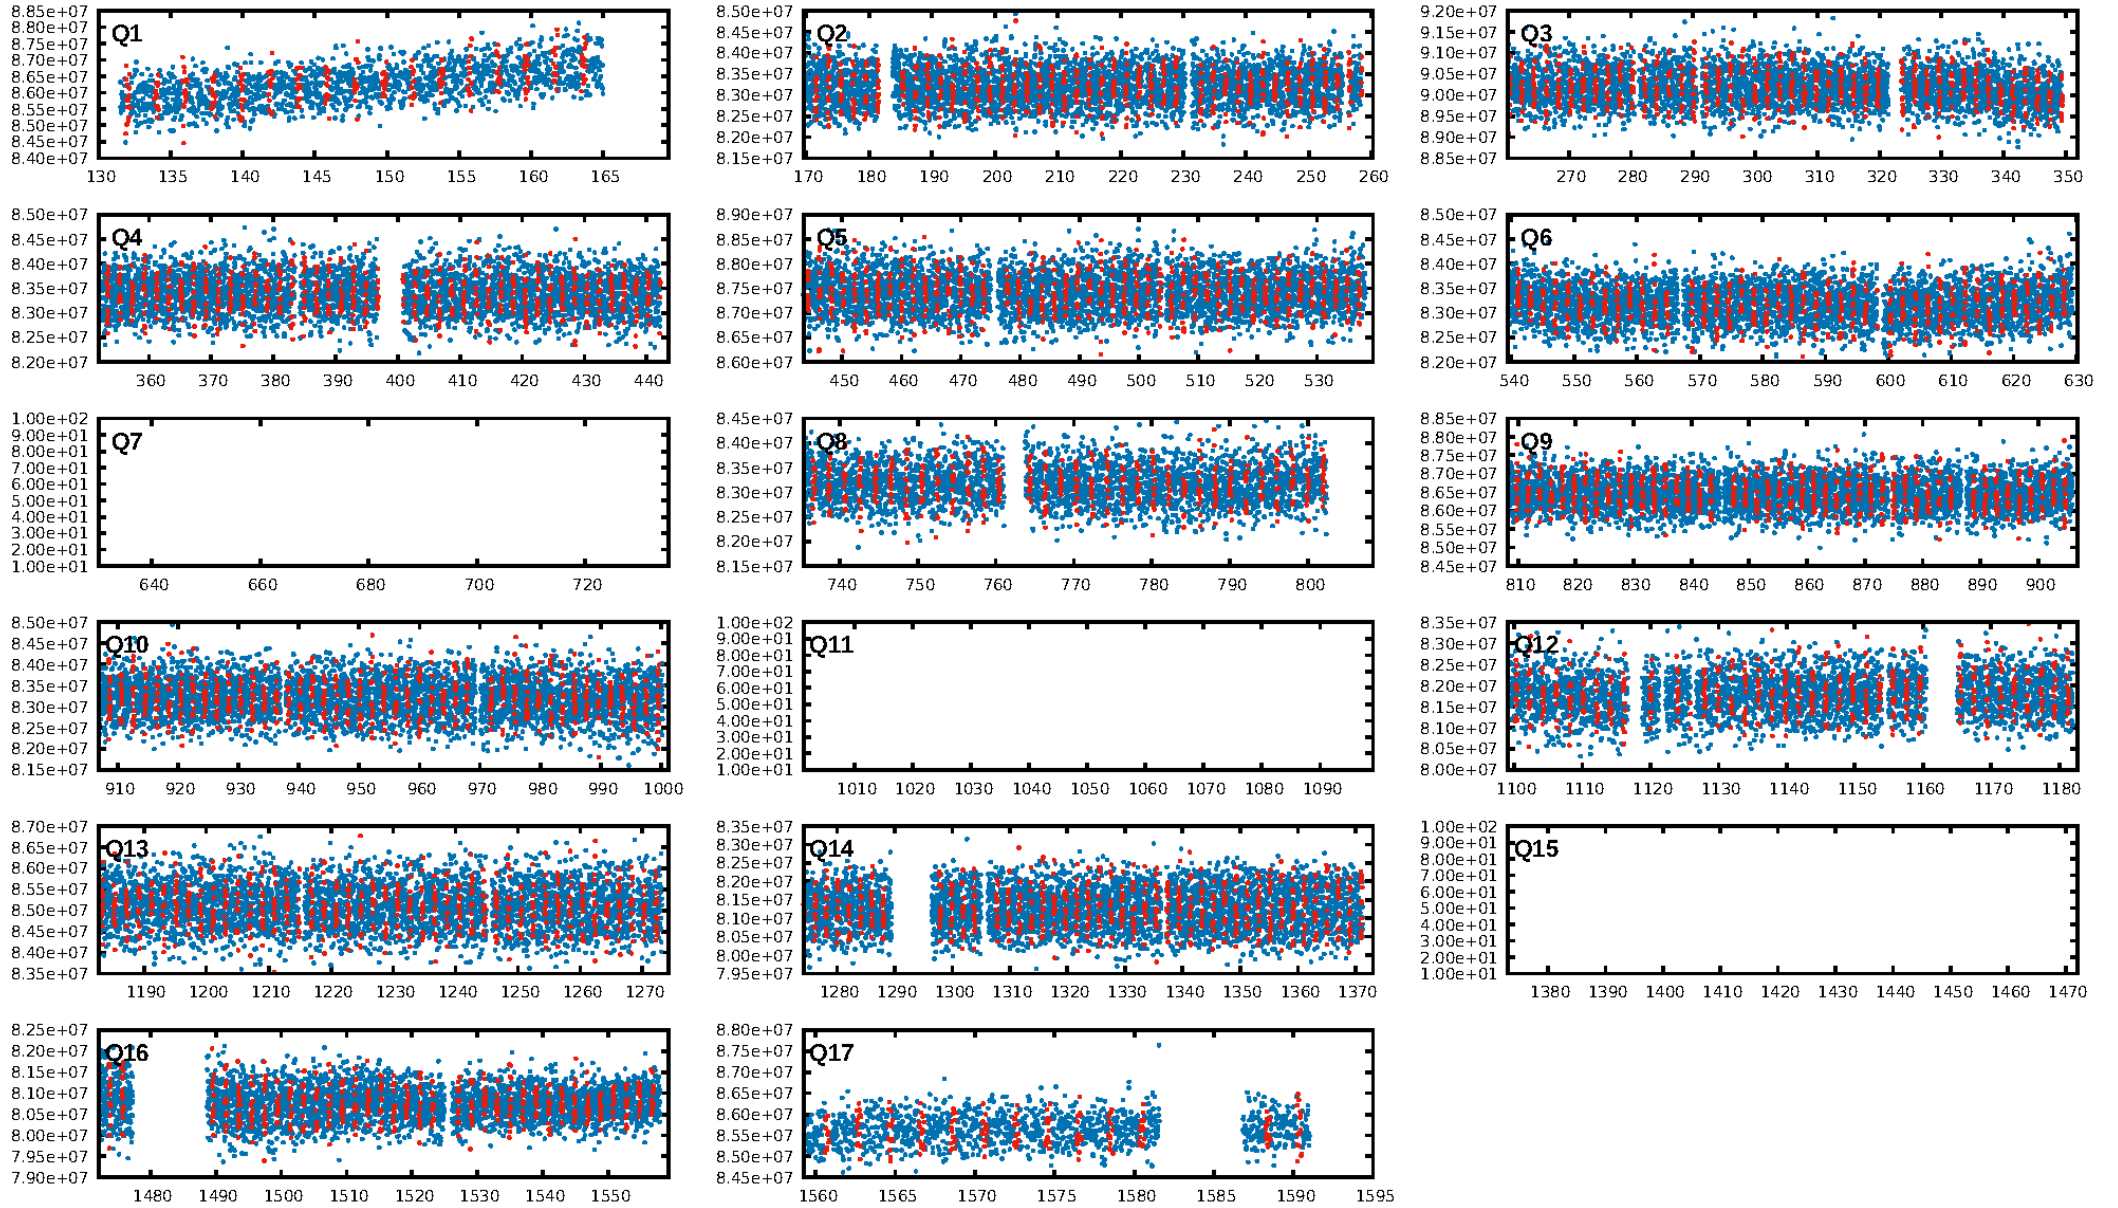 8.85e+07
8.80e+07
8.75e+07
8.70e+07
8.65e+07
8.60e+07
8.55e+07
8.50e+07
8.45e+07
8.40e+07
Q1
130 135 140 145 150 155 160 165
8.50e+07
8.45e+07
8.40e+07
8.35e+07
8.30e+07
8.25e+07
8.20e+07
8.15e+07
Q2
170 180 190 200 210 220 230 240 250 260
9.20e+07
9.15e+07
9.10e+07
9.05e+07
9.00e+07
8.95e+07
8.90e+07
8.85e+07
Q3
270 280 290 300 310 320 330 340 350
8.50e+07
8.45e+07
8.40e+07
8.35e+07
8.30e+07
8.25e+07
8.20e+07
Q4
360 370 380 390 400 410 420 430 440
8.90e+07
8.85e+07
8.80e+07
8.75e+07
8.70e+07
8.65e+07
8.60e+07
Q5
450 460 470 480 490 500 510 520 530
8.50e+07
8.45e+07
8.40e+07
8.35e+07
8.30e+07
8.25e+07
8.20e+07
Q6
540 550 560 570 580 590 600 610 620 630
1.00e+02
9.00e+01
8.00e+01
7.00e+01
6.00e+01
5.00e+01
4.00e+01
3.00e+01
2.00e+01
1.00e+01
Q7
640 660 680 700 720
8.45e+07
8.40e+07
8.35e+07
8.30e+07
8.25e+07
8.20e+07
8.15e+07
Q8
740 750 760 770 780 790 800
8.85e+07
8.80e+07
8.75e+07
8.70e+07
8.65e+07
8.60e+07
8.55e+07
8.50e+07
8.45e+07
Q9
810 820 830 840 850 860 870 880 890 900
8.50e+07
8.45e+07
8.40e+07
8.35e+07
8.30e+07
8.25e+07
8.20e+07
8.15e+07
Q10
910 920 930 940 950 960 970 980 990 1000
1.00e+02
9.00e+01
8.00e+01
7.00e+01
6.00e+01
5.00e+01
4.00e+01
3.00e+01
2.00e+01
1.00e+01
Q11
1010 1020 1030 1040 1050 1060 1070 1080 1090
8.35e+07
8.30e+07
8.25e+07
8.20e+07
8.15e+07
8.10e+07
8.05e+07
8.00e+07
Q12
1100 1110 1120 1130 1140 1150 1160 1170 1180
8.70e+07
8.65e+07
8.60e+07
8.55e+07
8.50e+07
8.45e+07
8.40e+07
8.35e+07
Q13
1190 1200 1210 1220 1230 1240 1250 1260 1270
8.35e+07
8.30e+07
8.25e+07
8.20e+07
8.15e+07
8.10e+07
8.05e+07
8.00e+07
7.95e+07
Q14
1280 1290 1300 1310 1320 1330 1340 1350 1360 1370
1.00e+02
9.00e+01
8.00e+01
7.00e+01
6.00e+01
5.00e+01
4.00e+01
3.00e+01
2.00e+01
1.00e+01
Q15
1380 1390 1400 1410 1420 1430 1440 1450 1460 1470
8.25e+07
8.20e+07
8.15e+07
8.10e+07
8.05e+07
8.00e+07
7.95e+07
7.90e+07
Q16
1480 1490 1500 1510 1520 1530 1540 1550
8.80e+07
8.75e+07
8.70e+07
8.65e+07
8.60e+07
8.55e+07
8.50e+07
8.45e+07
Q17
1560 1565 1570 1575 1580 1585 1590 1595